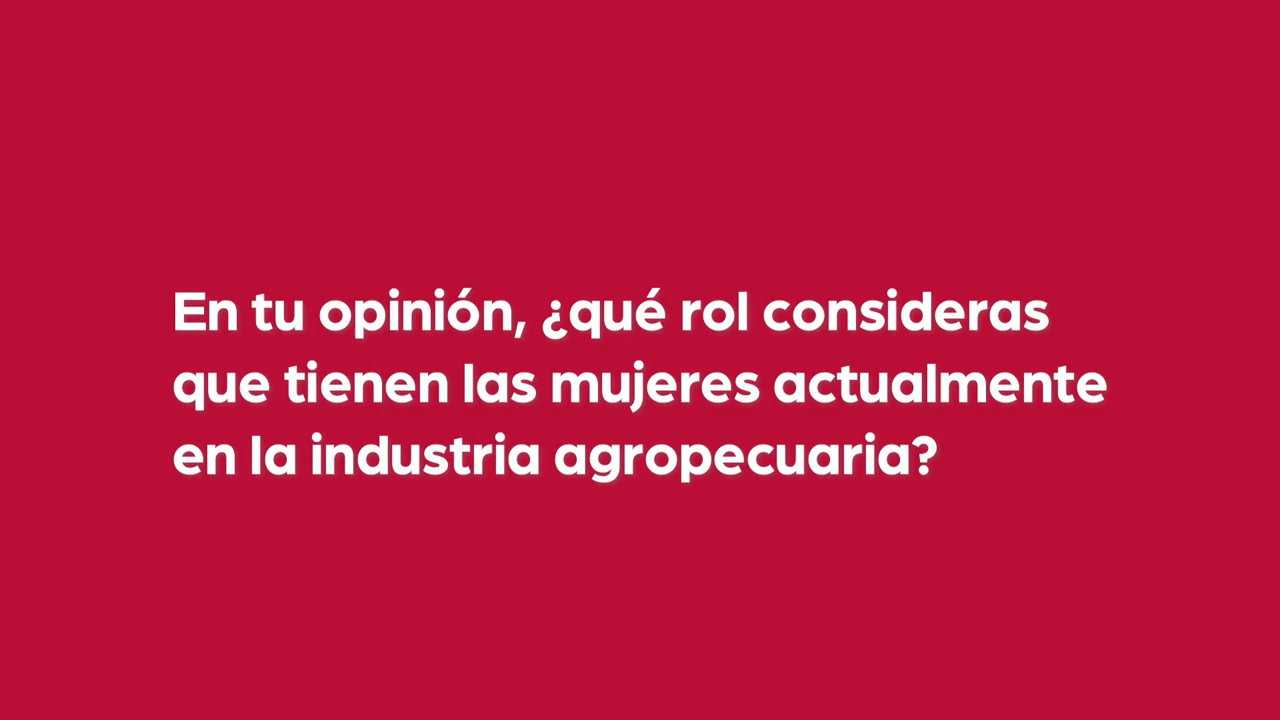 En tu opinión, ¿qué rol consideras
que tienen las mujeres actualmente
en la industria agropecuaria?